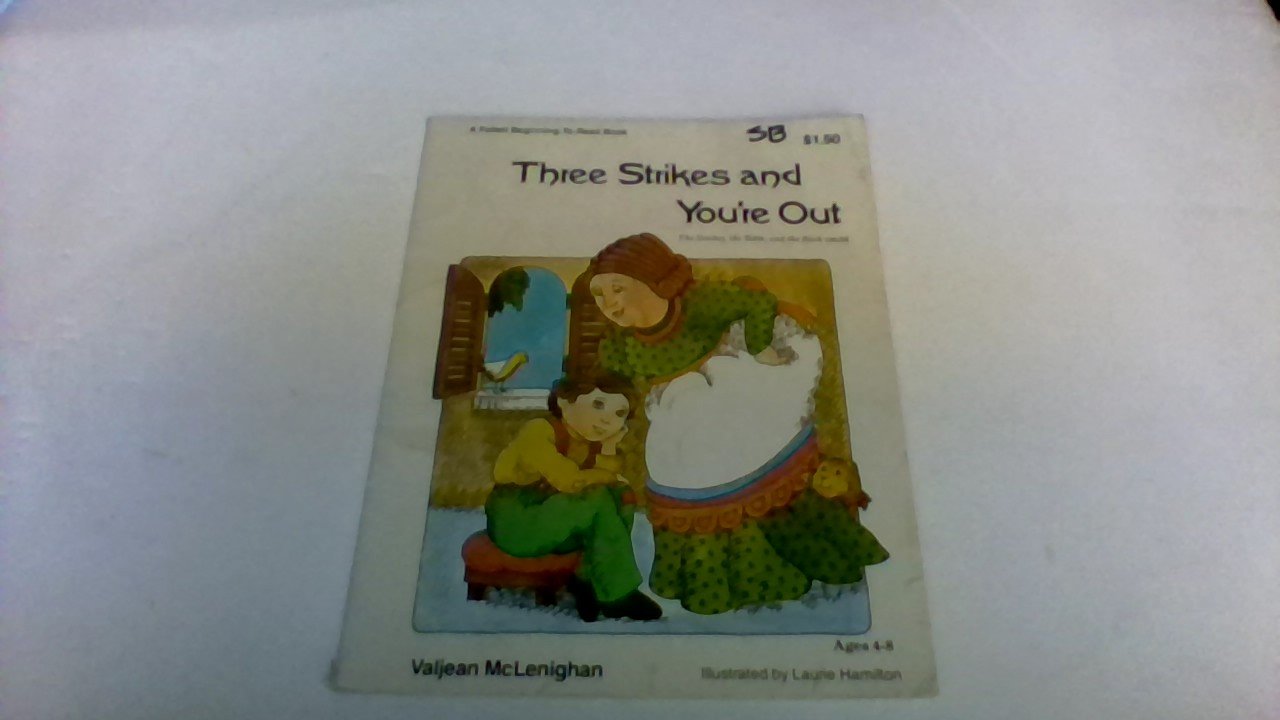 A Follett Beginning-To-Read Book
SB
$1.50
Three Strikes and
You're Out
Ages 4-8
Valjean McLenighan
Illustrated by Laurie Hamilton